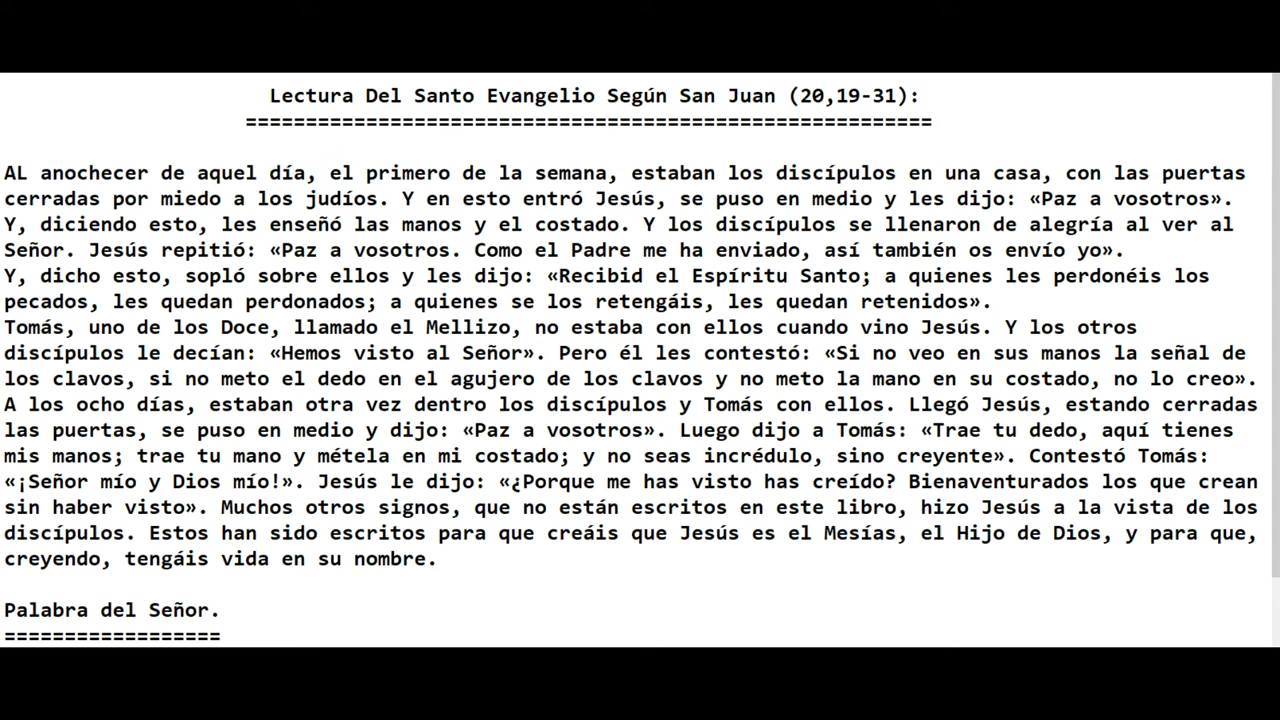 Lectura Del Santo Evangelio Según San Juan (20,19-31):
=========================================================
AL anochecer de aquel día, el primero de la semana, estaban los discípulos en una casa, con las puertas
cerradas por miedo a los judíos. Y en esto entró Jesús, se puso en medio y les dijo: «Paz a vosotros».
Y, diciendo esto, les enseñó las manos y el costado. Y los discípulos se llenaron de alegría al ver al
Señor. Jesús repitió: «Paz a vosotros. Como el Padre me ha enviado, así también os envío yo».
Y, dicho esto, sopló sobre ellos y les dijo: «Recibid el Espíritu Santo; a quienes les perdonéis los
pecados, les quedan perdonados; a quienes se los retengáis, les quedan retenidos».
Tomás, uno de los Doce, llamado el Mellizo, no estaba con ellos cuando vino Jesús. Y los otros
discípulos le decían: «Hemos visto al Señor». Pero él les contestó: «Si no veo en sus manos la señal de
los clavos, si no meto el dedo en el agujero de los clavos y no meto la mano en su costado, no lo creo».
A los ocho días, estaban otra vez dentro los discípulos y Tomás con ellos. Llegó Jesús, estando cerradas
las puertas, se puso en medio y dijo: «Paz a vosotros». Luego dijo a Tomás: «Trae tu dedo, aquí tienes
mis manos; trae tu mano y métela en mi costado; y no seas incrédulo, sino creyente». Contestó Tomás:
«¡Señor mío y Dios mío!». Jesús le dijo: «¿Porque me has visto has creído? Bienaventurados los que crean
sin haber visto». Muchos otros signos, que no están escritos en este libro, hizo Jesús a la vista de los
discípulos. Estos han sido escritos para que creáis que Jesús es el Mesías, el Hijo de Dios, y para que,
creyendo, tengáis vida en su nombre.
Palabra del Señor.
==================